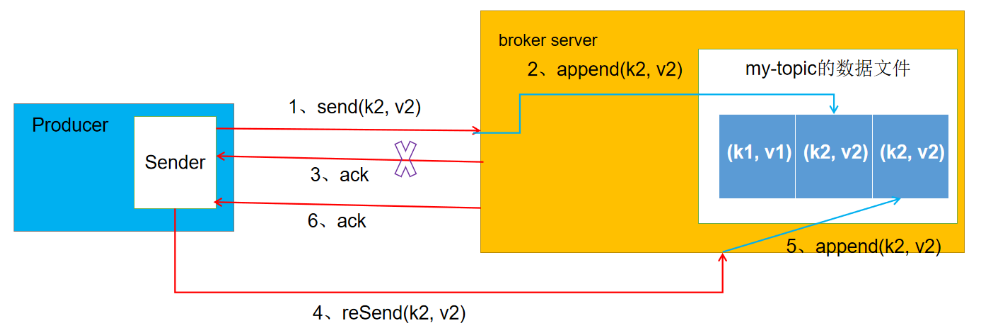 broker server
2、append(k2, v2)
my-topic的数据文件
1、send(k2, v2)
Producer
Sender
(k1, v1) (k2, v2) (k2, v2)
3、ack
6、ack
5、append(k2, v2)
4、reSend(k2, v2)